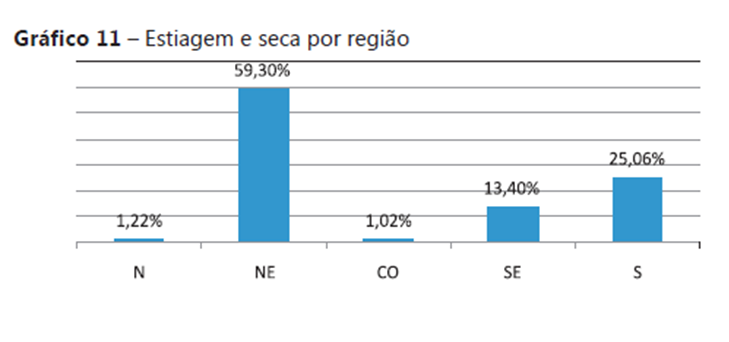 Gráfico 11 – Estiagem e seca por região
59,30%
25,06%
13,40%
1,22%
1,02%
N NE CO SE S